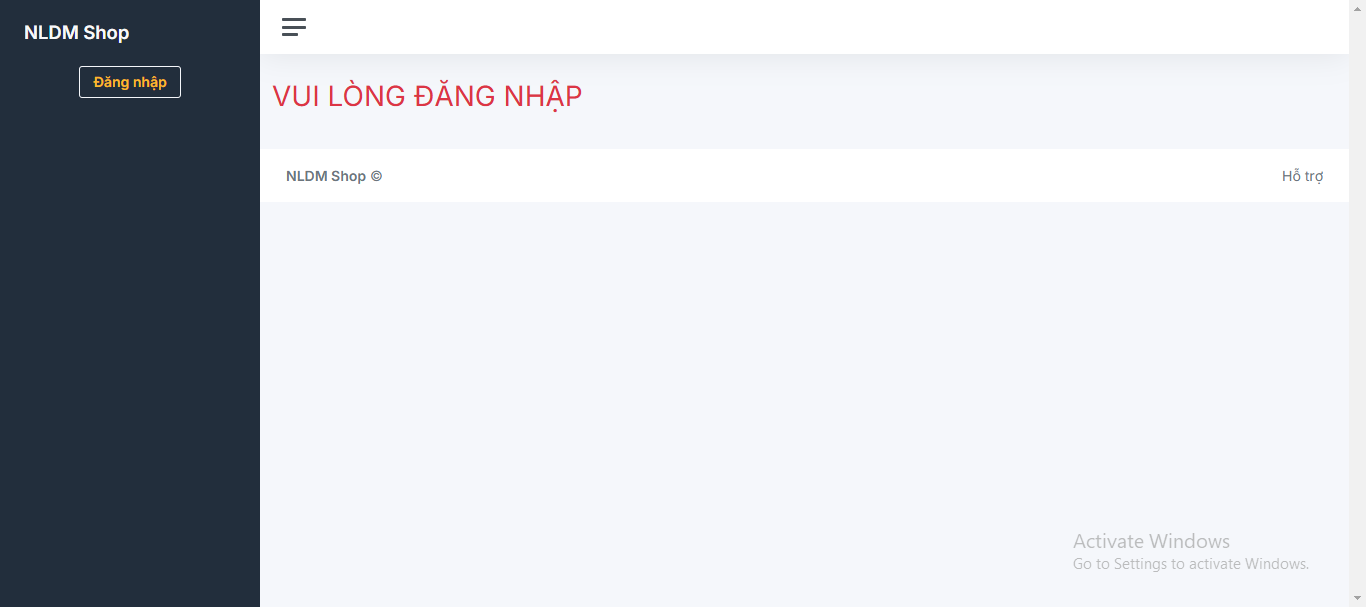 NLDM Shop
Đăng nhập
VUI LÒNG ĐĂNG NHẬP
NLDM Shop ©
Hỗ trợ
Activate Windows
Go to Settings to activate Windows.